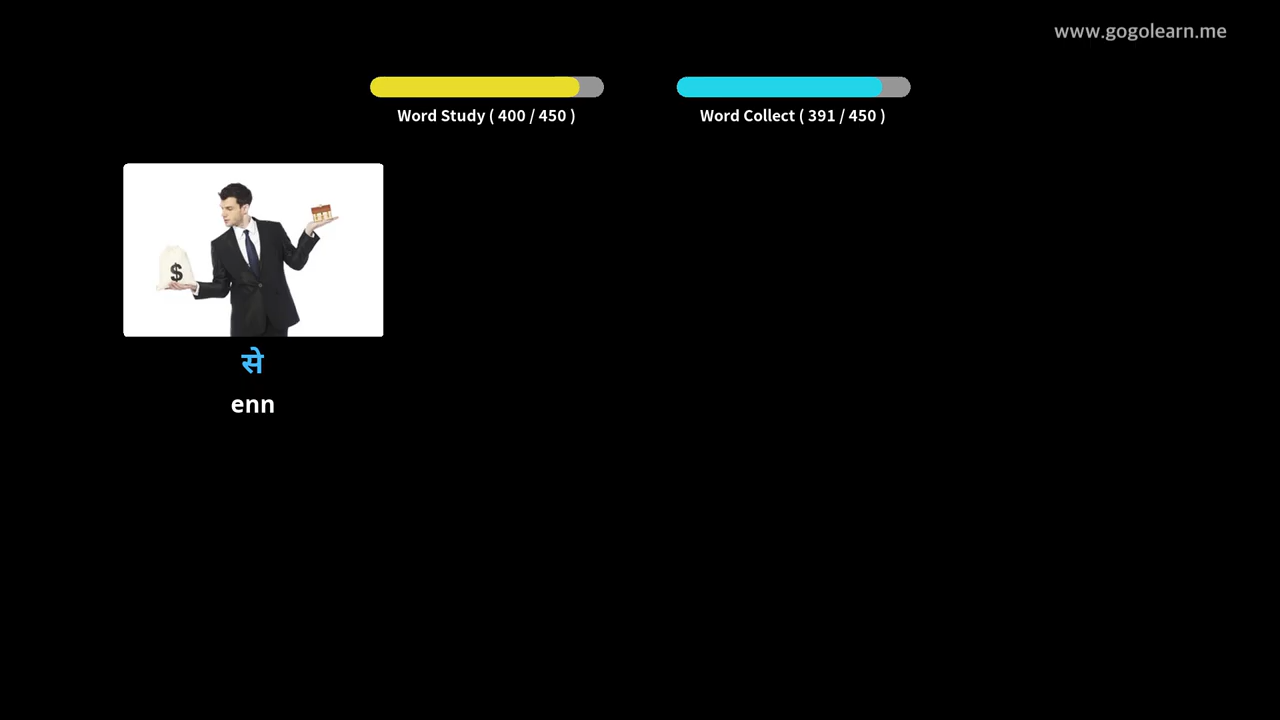 www.gogolearn.me
Word Study ( 400 / 450 )
Word Collect ( 391 / 450 )
$
से
enn